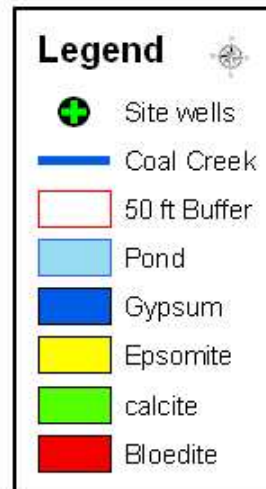 Legend
Site wells
Coal Creek
50 ft Buffer
Pond
Gypsum
Epsomite
calcite
Bloedite